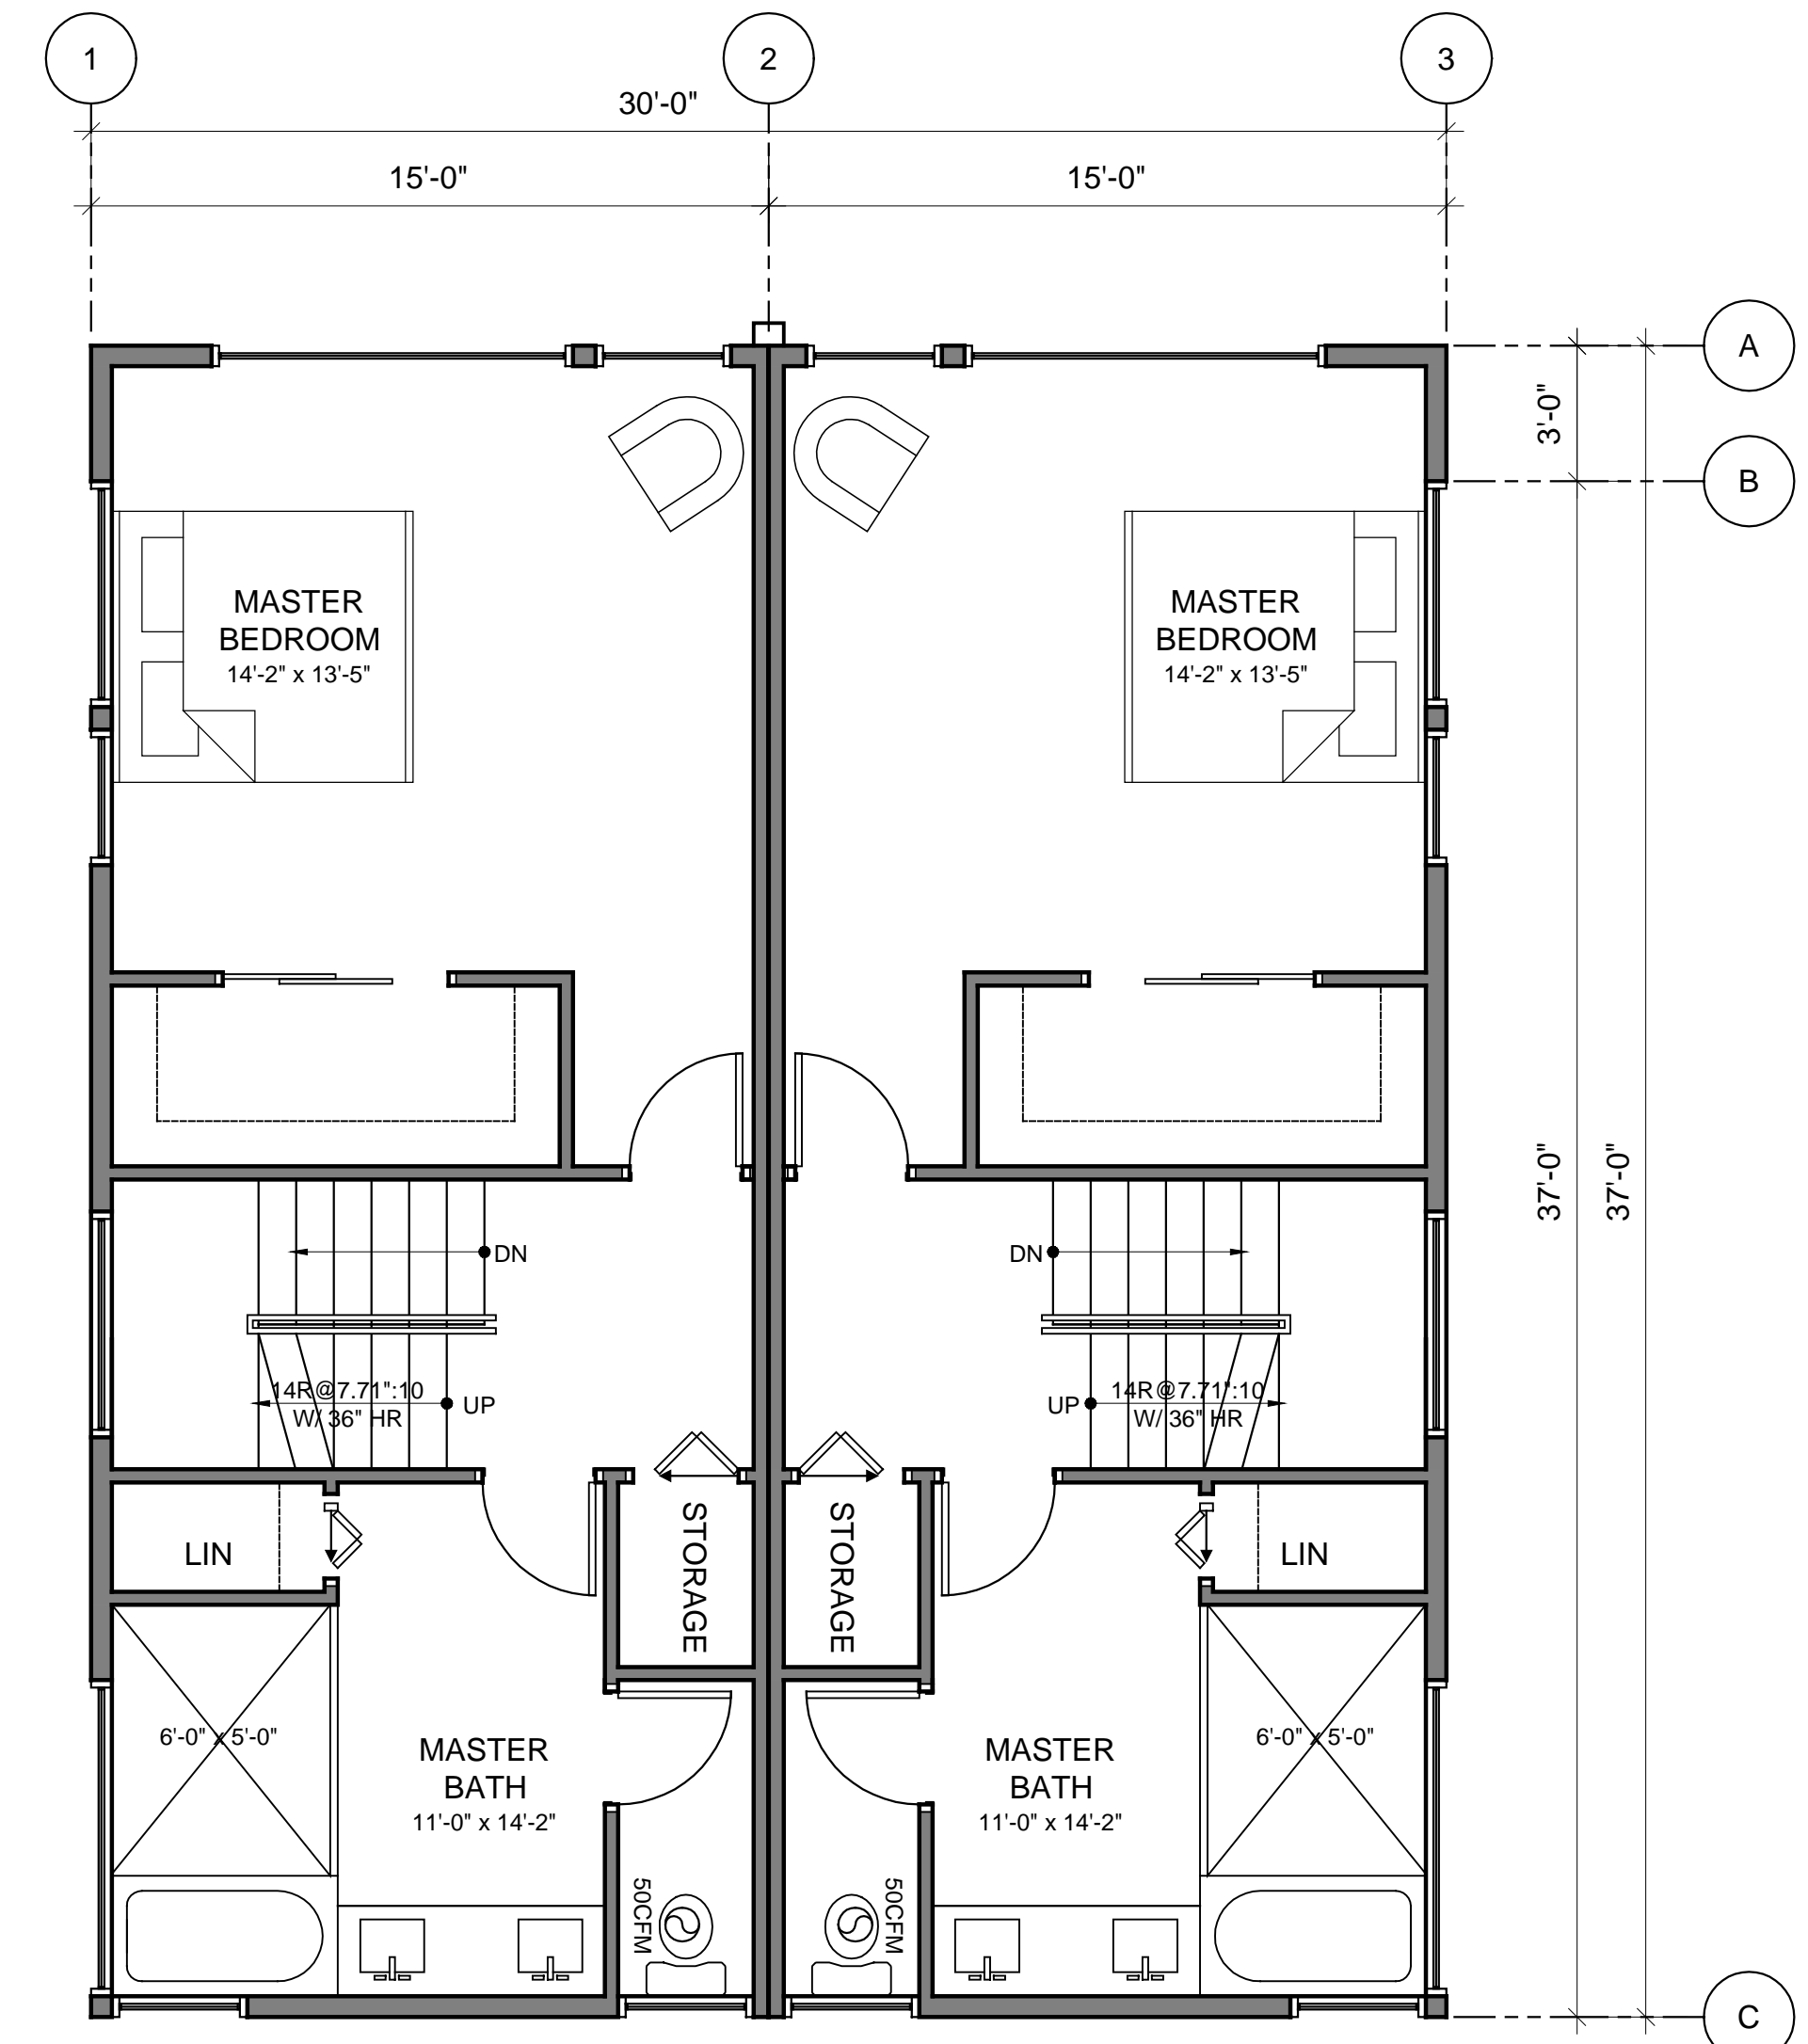 1
2
3
30'-0"
15'-0"
15'-0"
A
3'-0"
B
MASTER
BEDROOM
14'-2" x 13'-5"
MASTER
BEDROOM
14'-2" x 13'-5"
37'-0"
37'-0"
DN
DN
14R@7.71":10
W/ 36" HR
UP
UP
14R@7.71":10
W/ 36" HR
STORAGE
STORAGE
LIN
LIN
6'-0" x 5'-0"
MASTER
BATH
11'-0" x 14'-2"
MASTER
BATH
11'-0" x 14'-2"
6'-0" x 5'-0"
50CFM
50CFM
C